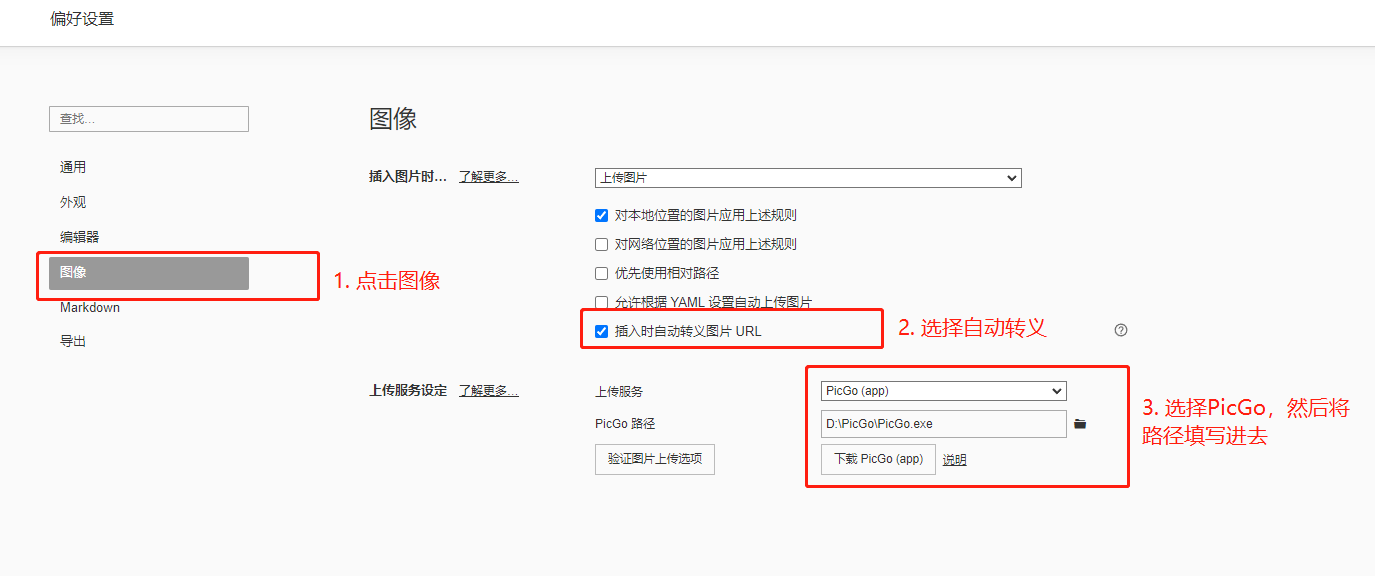 偏好设置
查找...
通用
外观
编辑器
图像
1. 点击图像
Markdown
导出
图像
插入图片时... 了解更多...
上传图片
对本地位置的图片应用上述规则
对网络位置的图片应用上述规则
优先使用相对路径
允许根据 YAML 设置自动上传图片
插入时自动转义图片 URL
2. 选择自动转义
上传服务设定 了解更多...
上传服务 PicGo (app)
PicGo 路径 D:\PicGo\PicGo.exe
验证图片上传选项 下载 PicGo (app) 说明
3. 选择PicGo，然后将
路径填写进去